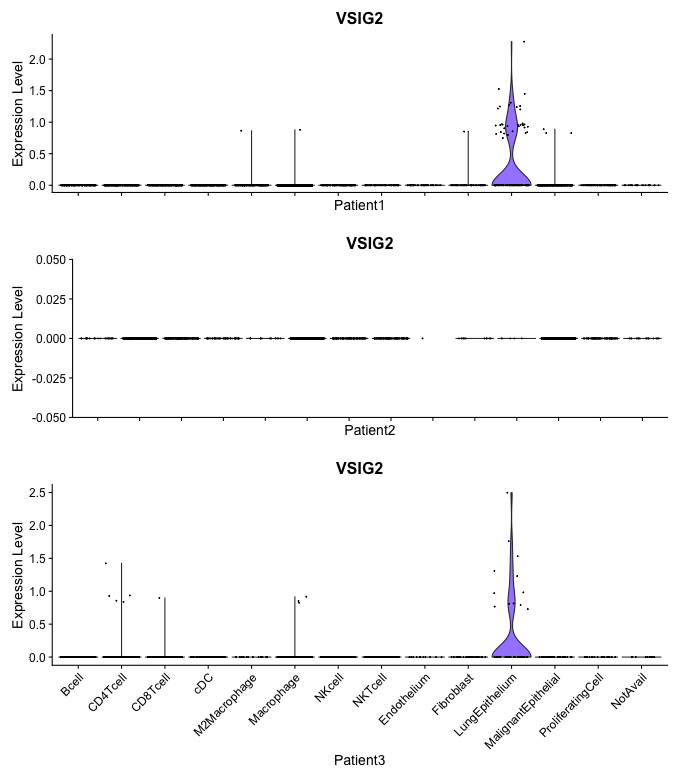 VSIG2
Expression Level
2.0
1.5
1.0
0.5
0.0
Patient1
VSIG2
Expression Level
0.050
0.025
0.000
-0.025
-0.050
Patient2
VSIG2
Expression Level
2.5
2.0
1.5
1.0
0.5
0.0
Bcell
CD4Tcell
CD8Tcell
cDC
M2Macrophage
Macrophage
NKcell
NKTcell
Endothelium
Fibroblast
LungEpithelium
MalignantEpithelial
ProliferatingCell
NotAvail
Patient3